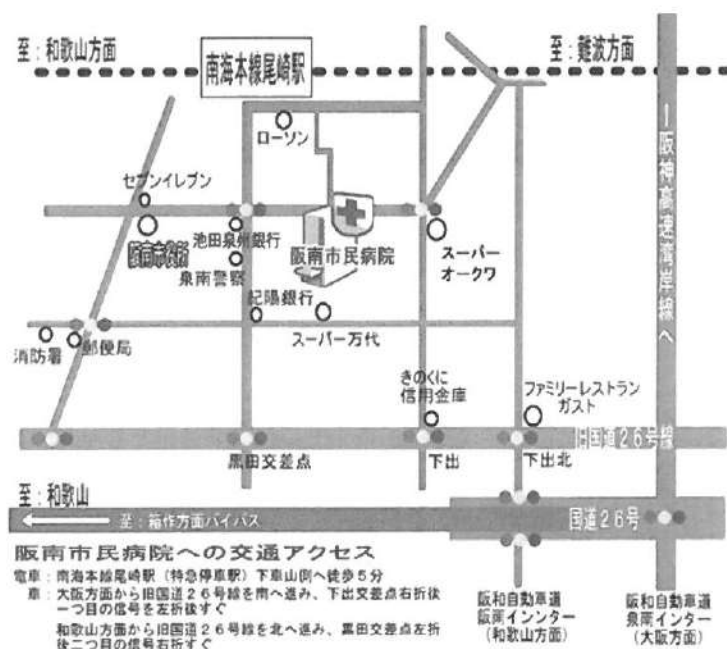 至：和歌山方面
南海本線尾崎駅
至：難波方面
ローソン
←阪神高速湾岸線へ
セブンイレブン
阪南市役所
池田泉州銀行
泉南警察
阪南市民病院
スーパー
オークワ
紀陽銀行
スーパー万代
消防署
郵便局
きのくに
信用金庫
ファミリーレストラン
ガスト
旧国道26号線
黒田交差点
下出
下出北
至：和歌山
至：箱作方面バイパス
国道26号
阪南市民病院への交通アクセス
電車：南海本線尾崎駅（特急停車駅）下車山側へ徒歩5分
車：大阪方面から旧国道26号線を南へ進み、下出交差点右折後
一つ目の信号を左折後すぐ
和歌山方面から旧国道26号線を北へ進み、黒田交差点左折
後二つ目の信号右折すぐ
阪和自動車道
阪南インンター
（和歌山方面）
阪和自動車道
泉南インター
（大阪方面）